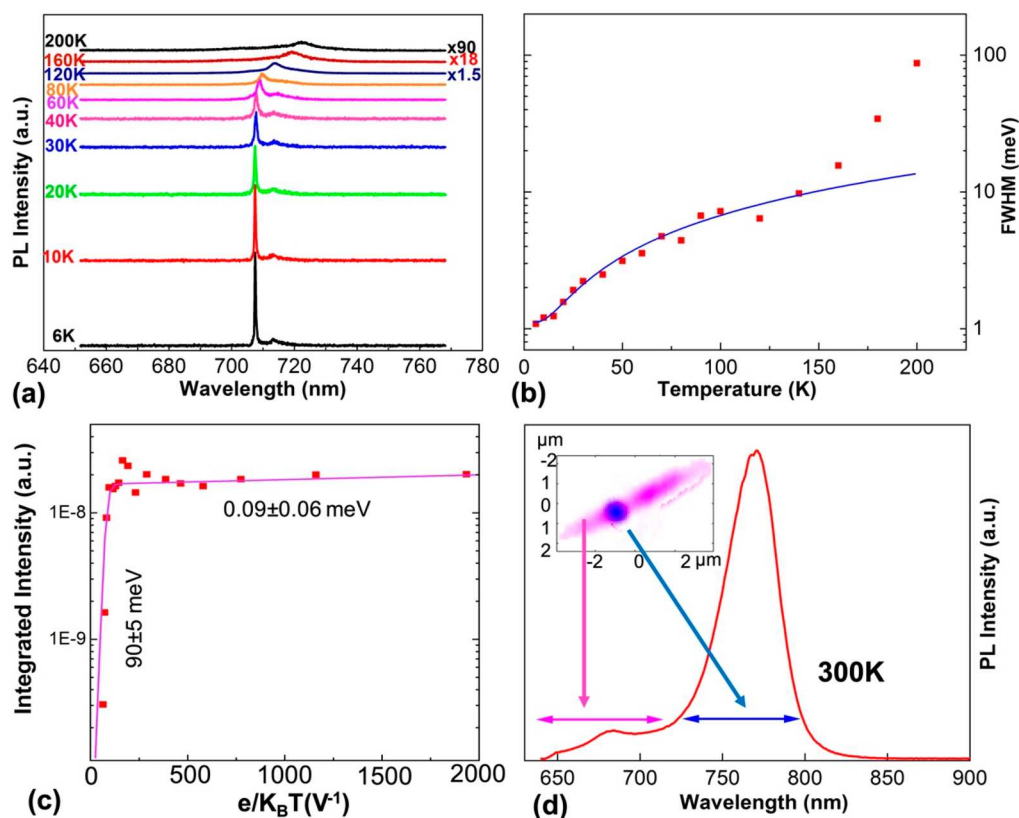 200K
x90
160K
x18
120K
x1.5
80K
60K
40K
30K
20K
10K
6K
PL Intensity (a.u.)
640 660 680 700 720 740 760 780
Wavelength (nm)
(a)
100
10
1
FWHM (meV)
0 50 100 150 200
Temperature (K)
(b)
1E-8
1E-9
Integrated Intensity (a.u.)
0.09±0.06 meV
90±5 meV
0 500 1000 1500 2000
e/KBT(V-1)
(c)
µm
-2
-1
0
1
2
-2 0 2 µm
300K
PL Intensity (a.u.)
650 700 750 800 850 900
Wavelength (nm)
(d)